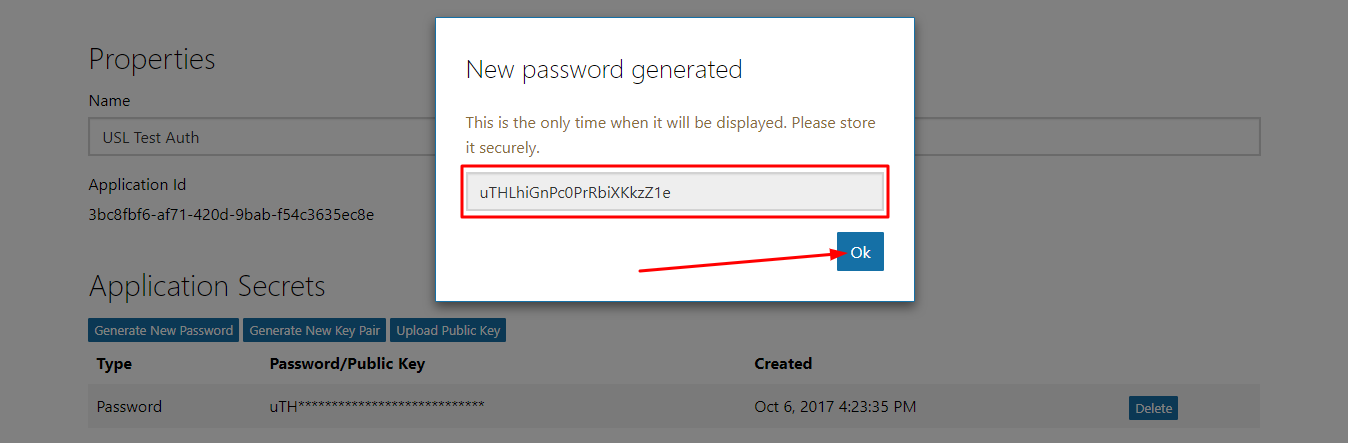 Properties
Name
USL Test Auth
Application Id
3bc8fbf6-af71-420d-9bab-f54c3635ec8e
New password generated
This is the only time when it will be displayed. Please store
it securely.
uTHLhiGnPc0PrRbiXKkzZ1e
Ok
Application Secrets
Generate New Password Generate New Key Pair Upload Public Key
Type Password/Public Key Created
Password uTH**************************** Oct 6, 2017 4:23:35 PM Delete